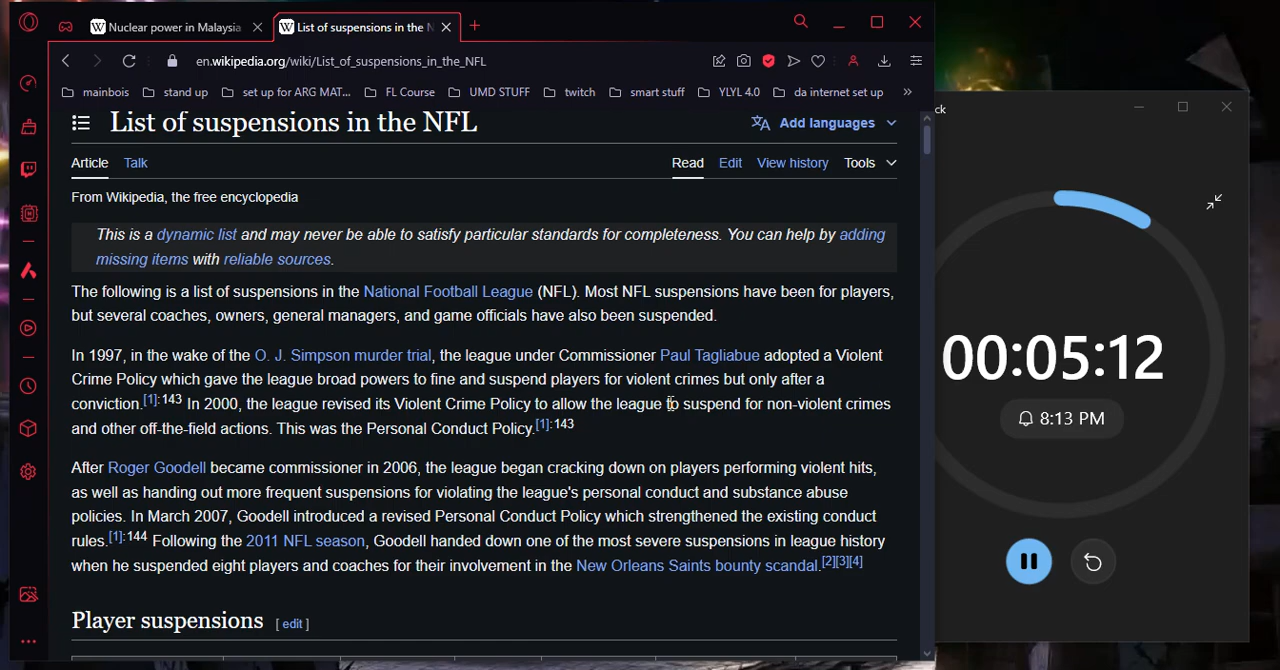 Nuclear power in Malaysia
List of suspensions in the N
en.wikipedia.org/wiki/List_of_suspensions_in_the_NFL
mainbois stand up set up for ARG MAT... FL Course UMD STUFF twitch smart stuff YLYL 4.0 da internet set up »
List of suspensions in the NFL
Add languages
Article Talk Read Edit View history Tools
From Wikipedia, the free encyclopedia
This is a dynamic list and may never be able to satisfy particular standards for completeness. You can help by adding
missing items with reliable sources.
The following is a list of suspensions in the National Football League (NFL). Most NFL suspensions have been for players,
but several coaches, owners, general managers, and game officials have also been suspended.
In 1997, in the wake of the O. J. Simpson murder trial, the league under Commissioner Paul Tagliabue adopted a Violent
Crime Policy which gave the league broad powers to fine and suspend players for violent crimes but only after a
conviction.[1]:143 In 2000, the league revised its Violent Crime Policy to allow the league to suspend for non-violent crimes
and other off-the-field actions. This was the Personal Conduct Policy.[1]:143
After Roger Goodell became commissioner in 2006, the league began cracking down on players performing violent hits,
as well as handing out more frequent suspensions for violating the league's personal conduct and substance abuse
policies. In March 2007, Goodell introduced a revised Personal Conduct Policy which strengthened the existing conduct
rules.[1]:144 Following the 2011 NFL season, Goodell handed down one of the most severe suspensions in league history
when he suspended eight players and coaches for their involvement in the New Orleans Saints bounty scandal.[2][3][4]
Player suspensions [ edit ]
ck
00:05:12
8:13 PM